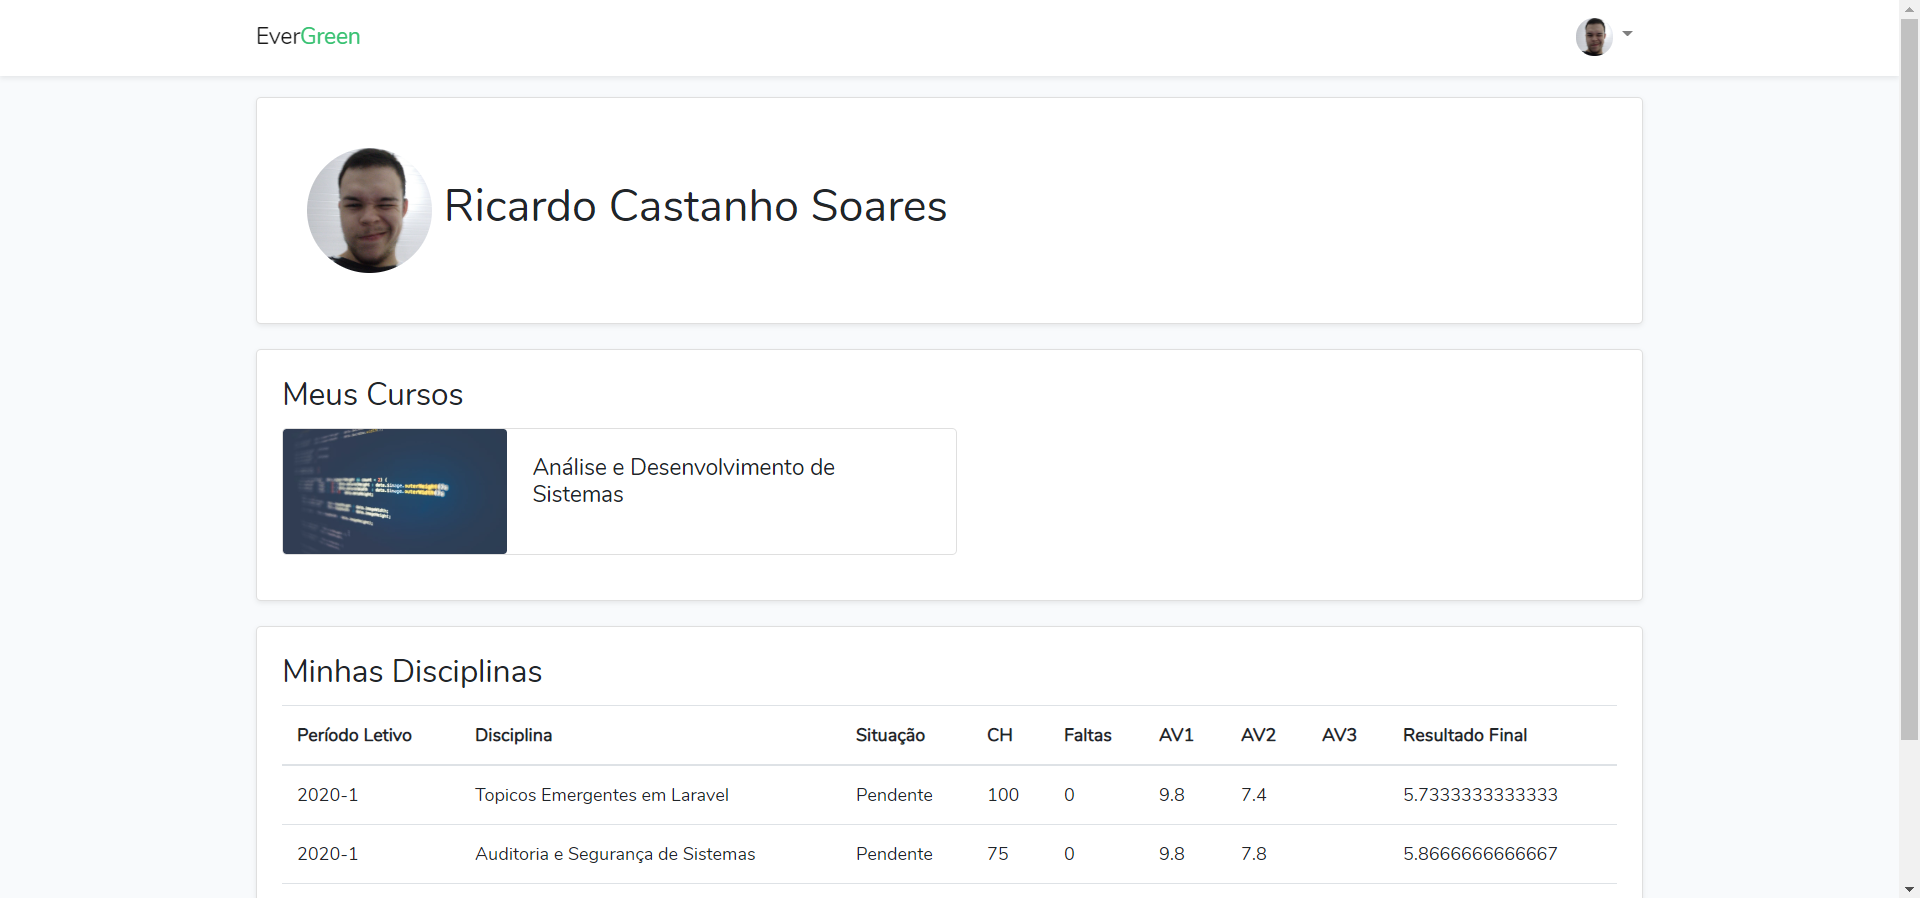 EverGreen
Ricardo Castanho Soares
Meus Cursos
Análise e Desenvolvimento de
Sistemas
Minhas Disciplinas
Período Letivo Disciplina Situação CH Faltas AV1 AV2 AV3 Resultado Final
2020-1 Topicos Emergentes em Laravel Pendente 100 0 9.8 7.4 5.7333333333333
2020-1 Auditoria e Segurança de Sistemas Pendente 75 0 9.8 7.8 5.8666666666667